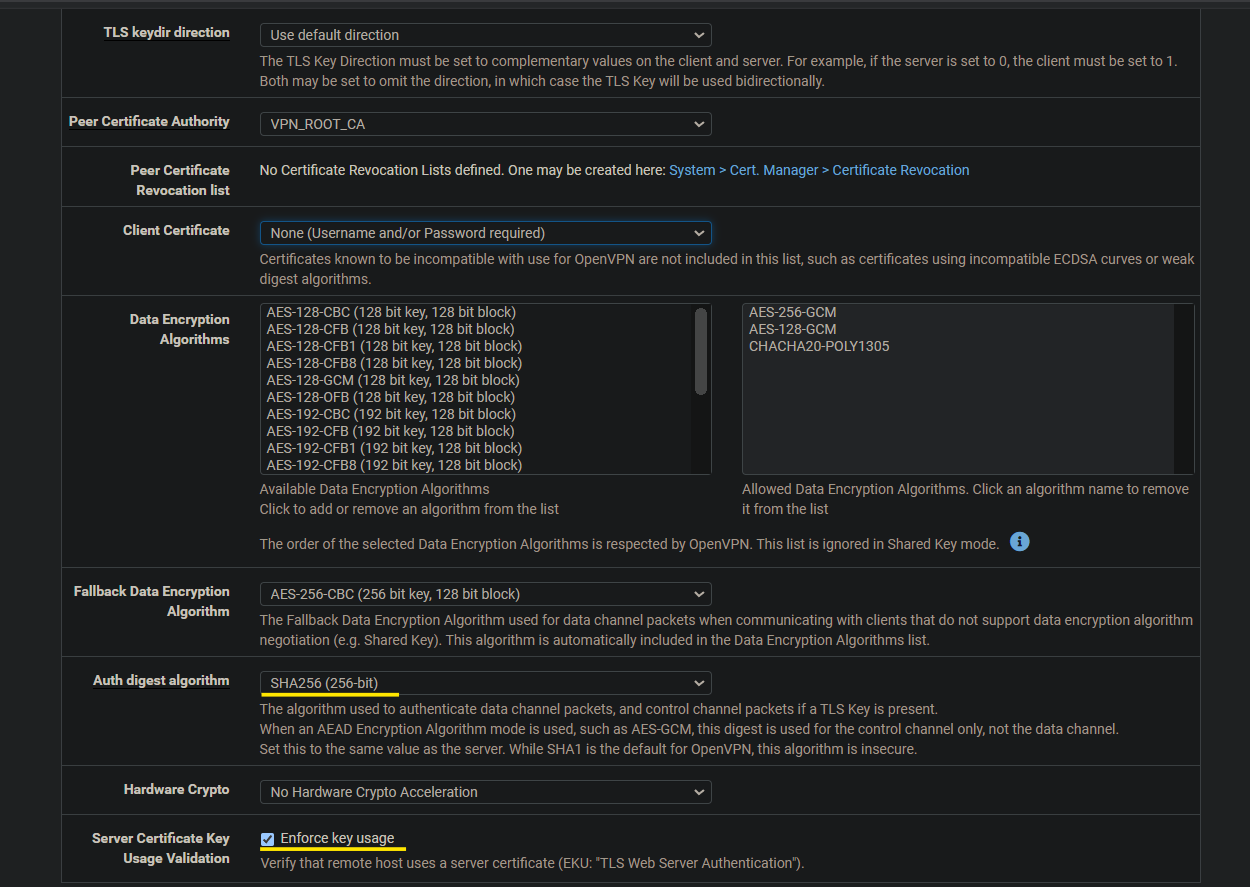 TLS keydir direction
Use default direction
The TLS Key Direction must be set to complementary values on the client and server. For example, if the server is set to 0, the client must be set to 1.
Both may be set to omit the direction, in which case the TLS Key will be used bidirectionally.
Peer Certificate Authority
VPN_ROOT_CA
Peer Certificate
Revocation list
No Certificate Revocation Lists defined. One may be created here: System > Cert. Manager > Certificate Revocation
Client Certificate
None (Username and/or Password required)
Certificates known to be incompatible with use for OpenVPN are not included in this list, such as certificates using incompatible ECDSA curves or weak
digest algorithms.
Data Encryption
Algorithms
AES-128-CBC (128 bit key, 128 bit block)
AES-128-CFB (128 bit key, 128 bit block)
AES-128-CFB1 (128 bit key, 128 bit block)
AES-128-CFB8 (128 bit key, 128 bit block)
AES-128-GCM (128 bit key, 128 bit block)
AES-128-OFB (128 bit key, 128 bit block)
AES-192-CBC (192 bit key, 128 bit block)
AES-192-CFB (192 bit key, 128 bit block)
AES-192-CFB1 (192 bit key, 128 bit block)
AES-192-CFB8 (192 bit key, 128 bit block)
Available Data Encryption Algorithms
Click to add or remove an algorithm from the list
AES-256-GCM
AES-128-GCM
CHACHA20-POLY1305
Allowed Data Encryption Algorithms. Click an algorithm name to remove
it from the list
The order of the selected Data Encryption Algorithms is respected by OpenVPN. This list is ignored in Shared Key mode.
Fallback Data Encryption
Algorithm
AES-256-CBC (256 bit key, 128 bit block)
The Fallback Data Encryption Algorithm used for data channel packets when communicating with clients that do not support data encryption algorithm
negotiation (e.g. Shared Key). This algorithm is automatically included in the Data Encryption Algorithms list.
Auth digest algorithm
SHA256 (256-bit)
The algorithm used to authenticate data channel packets, and control channel packets if a TLS Key is present.
When an AEAD Encryption Algorithm mode is used, such as AES-GCM, this digest is used for the control channel only, not the data channel.
Set this to the same value as the server. While SHA1 is the default for OpenVPN, this algorithm is insecure.
Hardware Crypto
No Hardware Crypto Acceleration
Server Certificate Key
Usage Validation
Enforce key usage
Verify that remote host uses a server certificate (EKU: "TLS Web Server Authentication").